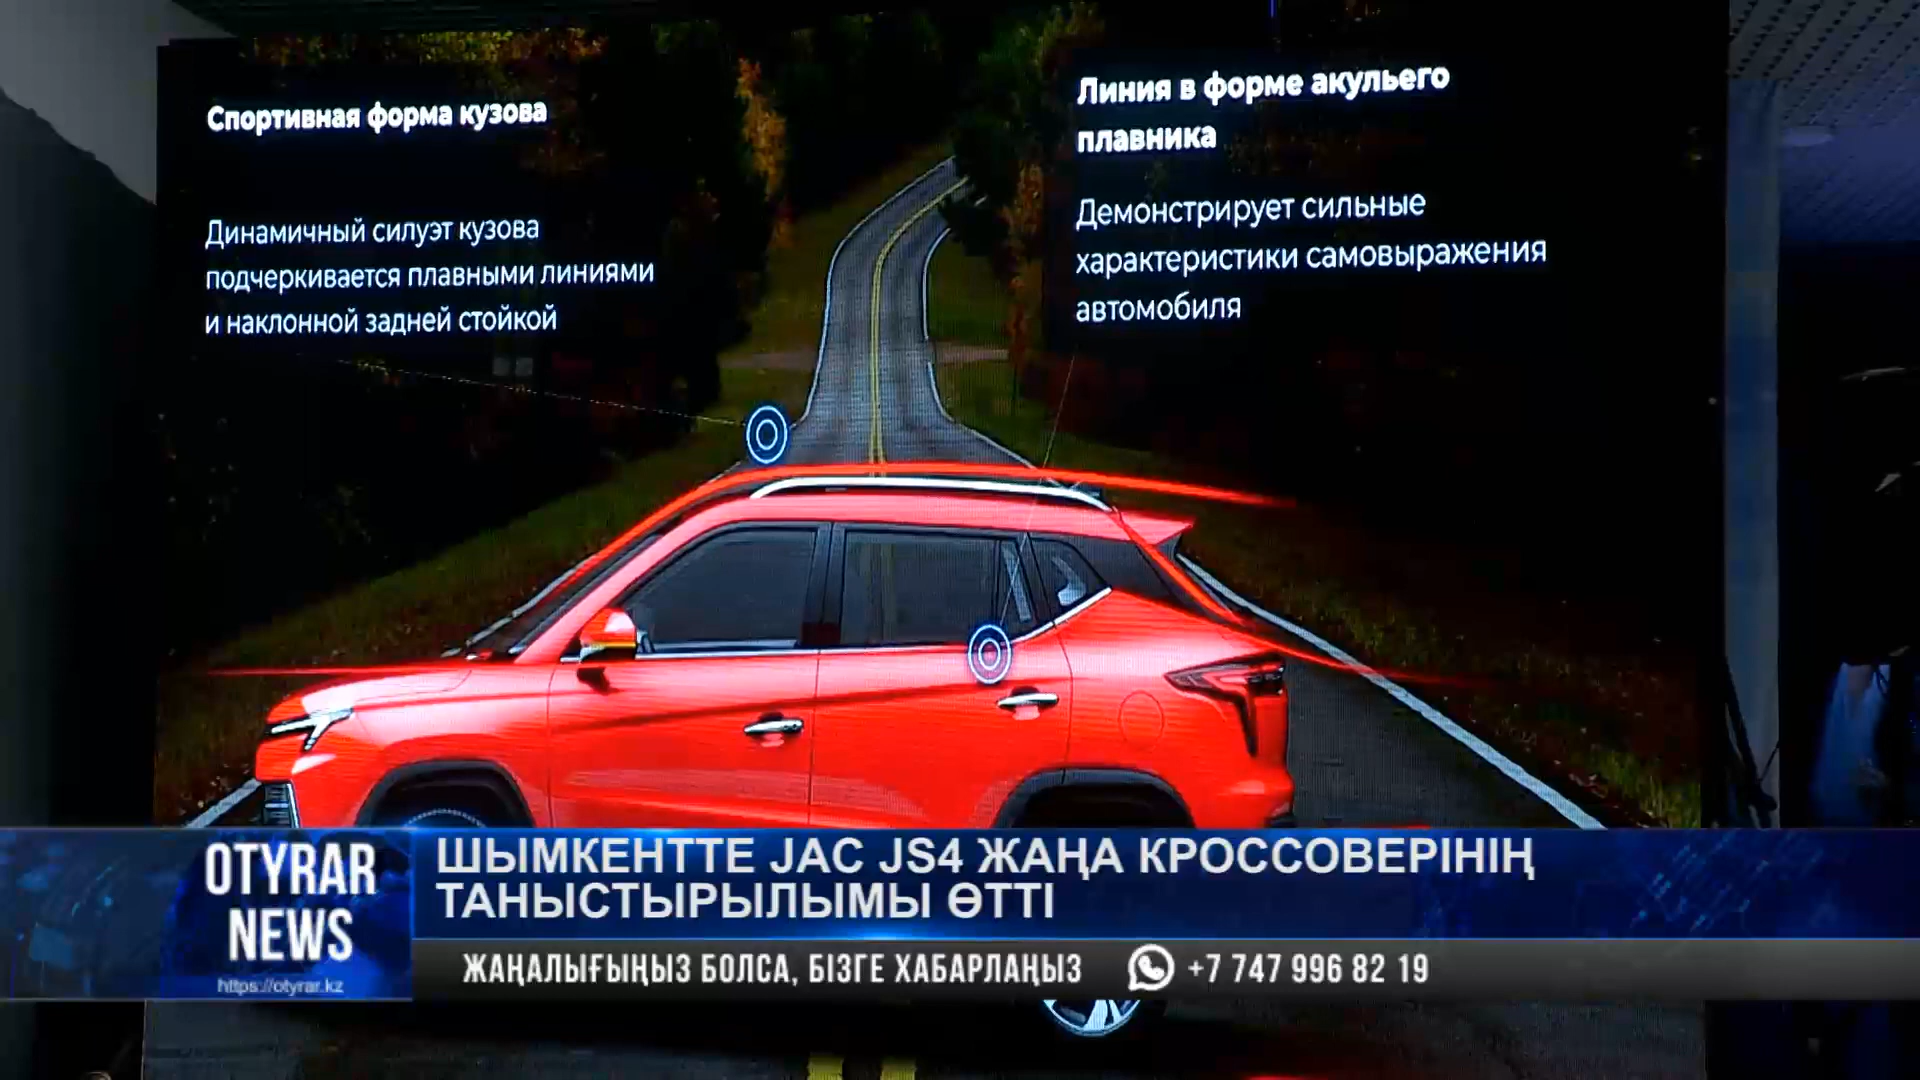 Спортивная форма кузова
Динамичный силуэт кузова
подчеркивается плавными линиями
и наклонной задней стойкой
Линия в форме акульего
плавника
Демонстрирует сильные
характеристики самовыражения
автомобиля
OTYRAR
NEWS
https://otyrar.kz
ШЫМКЕНТТЕ JAC JS4 ЖАҢА КРОССОВЕРІНІҢ
ТАНЫСТЫРЫЛЫМЫ ӨТТІ
ЖАҢАЛЫҒЫҢЫЗ БОЛСА, БІЗГЕ ХАБАРЛАҢЫЗ +7 747 996 82 19